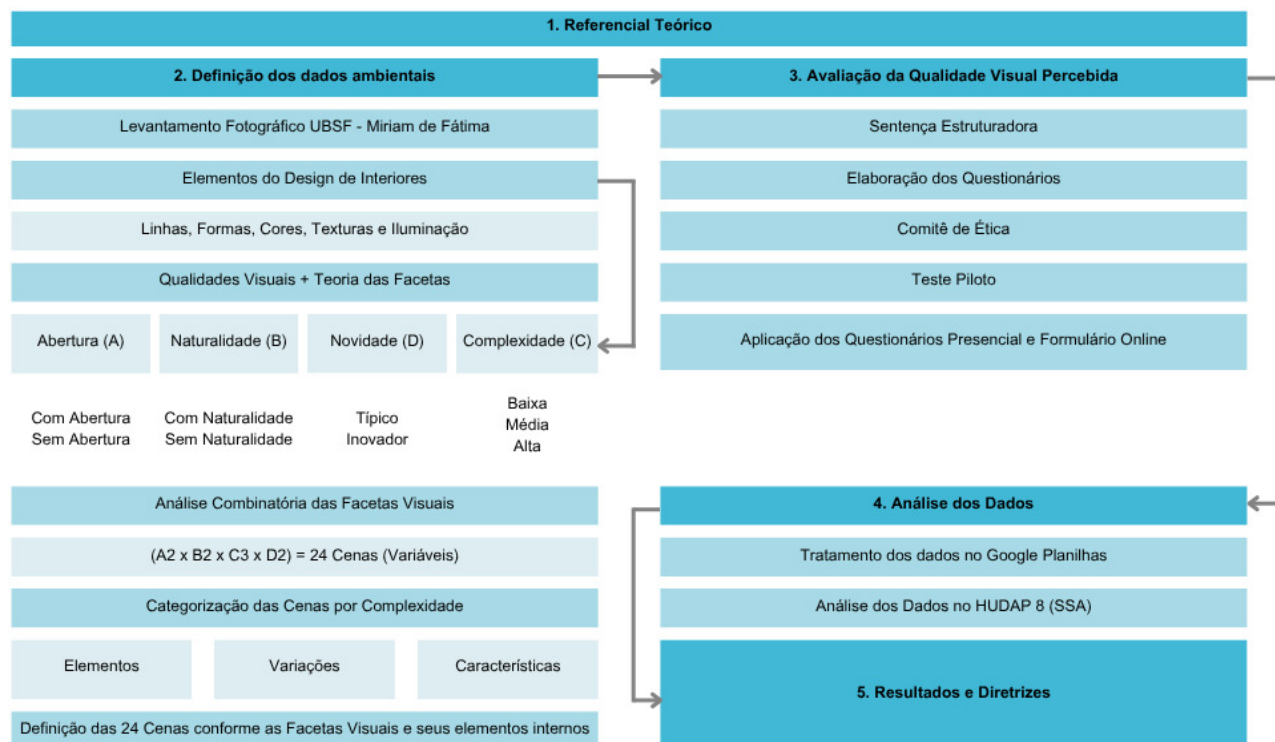 1. Referencial Teórico
2. Definição dos dados ambientais
Levantamento Fotográfico UBSF - Miriam de Fátima
Elementos do Design de Interiores
Linhas, Formas, Cores, Texturas e Iluminação
Qualidades Visuais + Teoria das Facetas
Abertura (A)
Naturalidade (B)
Novidade (D)
Complexidade (C)
Com Abertura
Sem Abertura
Com Naturalidade
Sem Naturalidade
Típico
Inovador
Baixa
Média
Alta
Análise Combinatória das Facetas Visuais
(A2 x B2 x C3 x D2) = 24 Cenas (Variáveis)
Categorização das Cenas por Complexidade
Elementos
Variações
Características
Definição das 24 Cenas conforme as Facetas Visuais e seus elementos internos
3. Avaliação da Qualidade Visual Percebida
Sentença Estruturadora
Elaboração dos Questionários
Comitê de Ética
Teste Piloto
Aplicação dos Questionários Presencial e Formulário Online
4. Análise dos Dados
Tratamento dos dados no Google Planilhas
Análise dos Dados no HUDAP 8 (SSA)
5. Resultados e Diretrizes